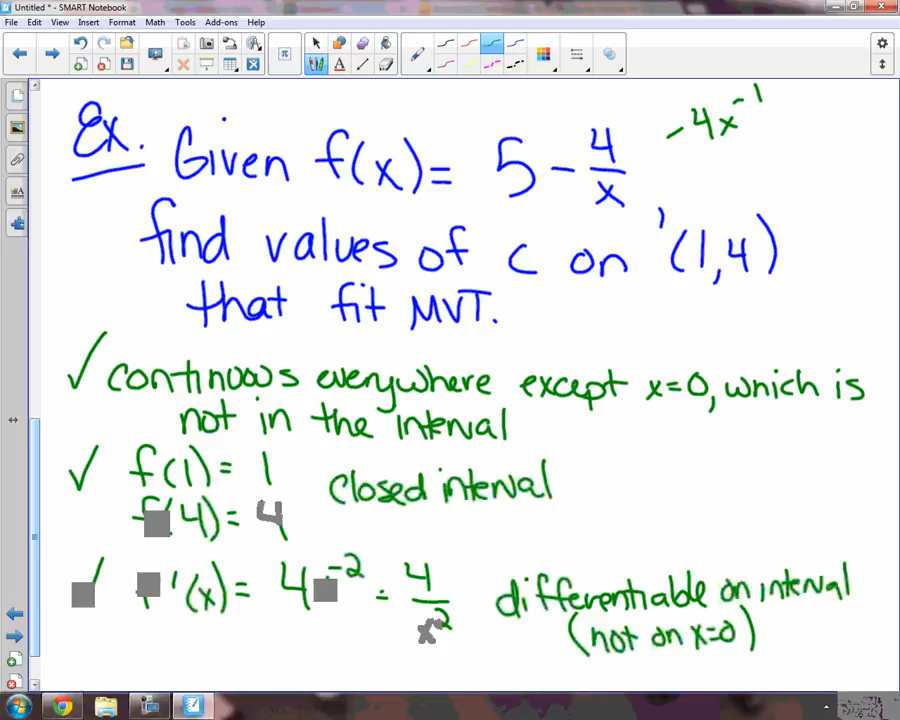 Untitled * - SMART Notebook
File Edit View Insert Format Math Tools Add-ons Help
-4x⁻¹
Ex. Given f(x) = 5 - 4/x
find values of c on (1,4)
that fit MVT.
✓ continuous everywhere except x=0, which is
not in the interval
✓ f(1) = 1
closed interval
4) = 4
✓ '(x) = 4 ⁻² = 4/x² differentiable on interval
(not on x=0)